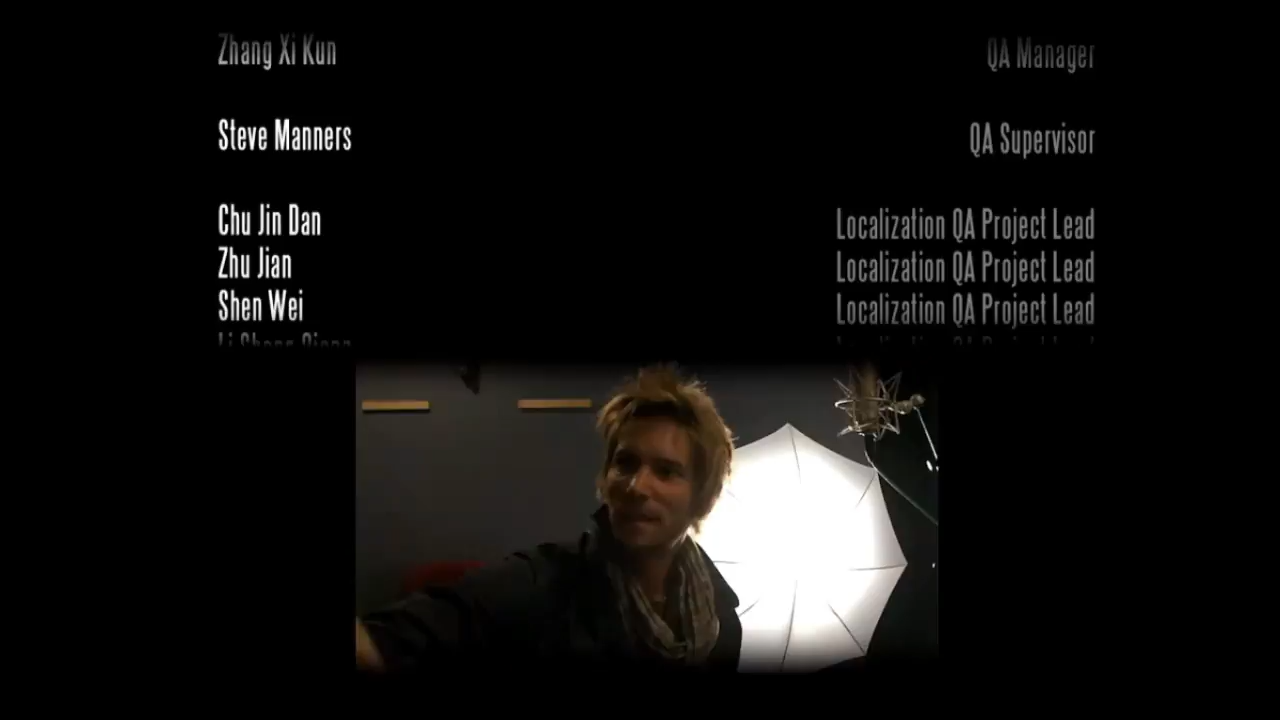 Zhang Xi Kun QA Manager
Steve Manners QA Supervisor
Chu Jin Dan Localization QA Project Lead
Zhu Jian Localization QA Project Lead
Shen Wei Localization QA Project Lead